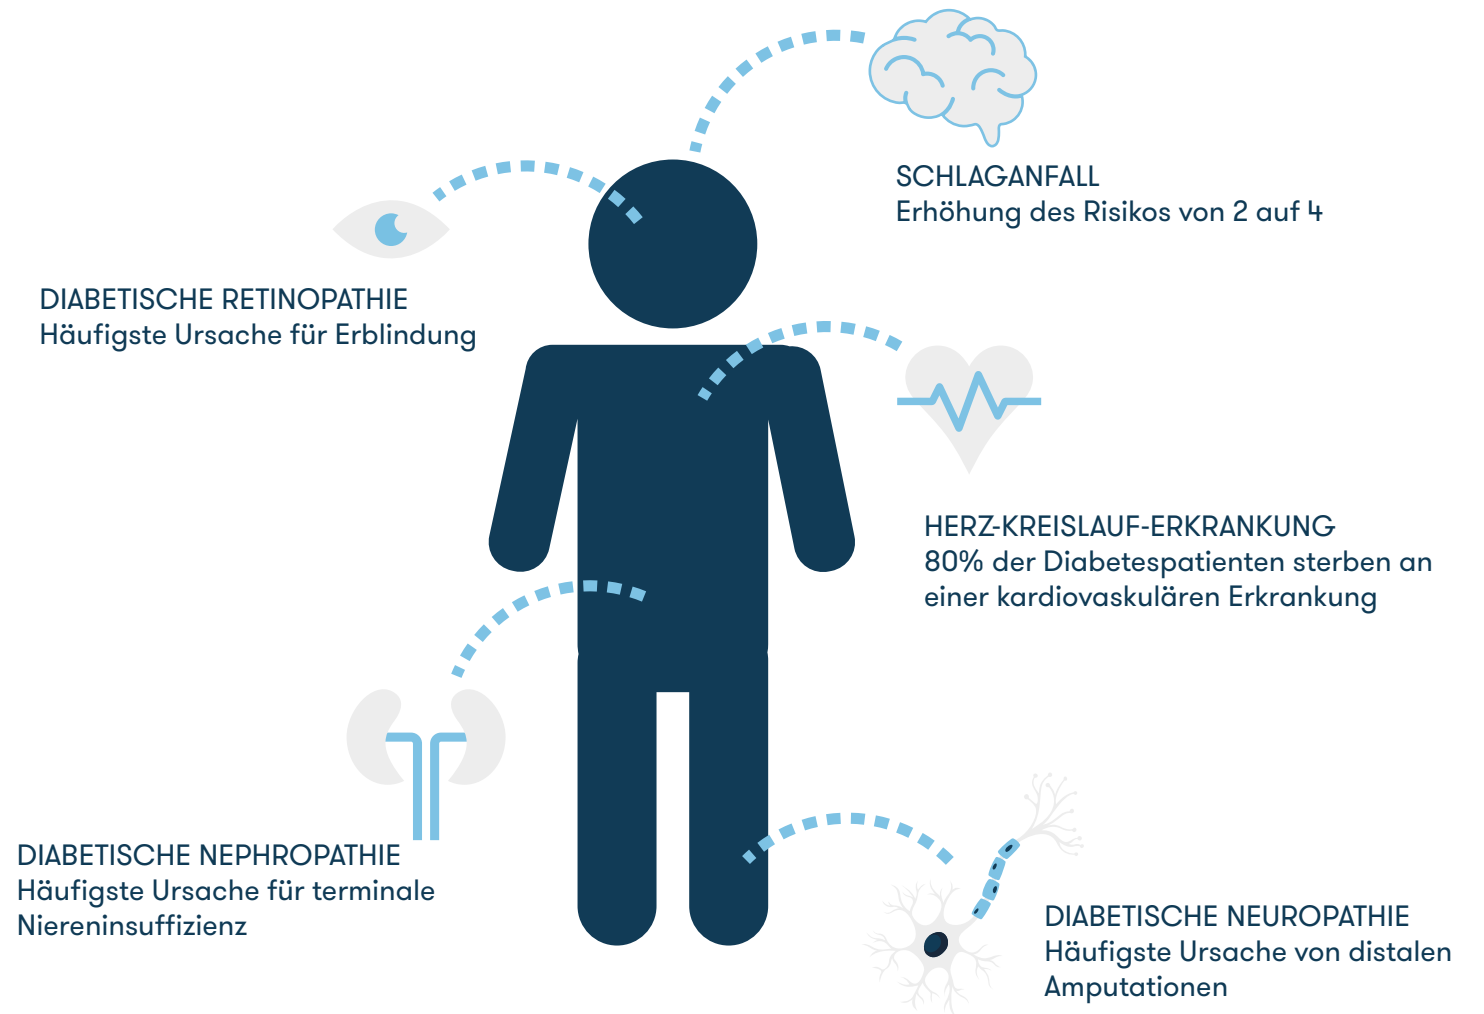 SCHLAGANFALL
Erhöhung des Risikos von 2 auf 4
DIABETISCHE RETINOPATHIE
Häufigste Ursache für Erblindung
HERZ-KREISLAUF-ERKRANKUNG
80% der Diabetespatienten sterben an
einer kardiovaskulären Erkrankung
DIABETISCHE NEPHROPATHIE
Häufigste Ursache für terminale
Niereninsuffizienz
DIABETISCHE NEUROPATHIE
Häufigste Ursache von distalen
Amputationen